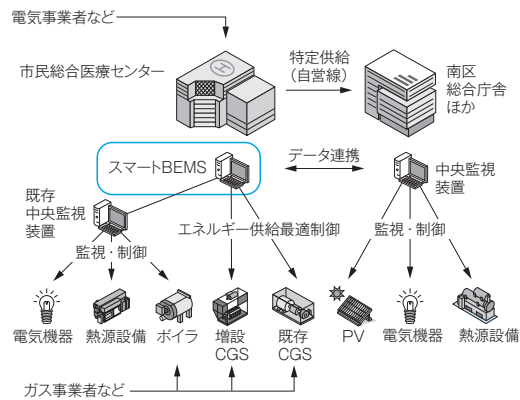 電気事業者など
市民総合医療センター
特定供給
(自営線)
南区
総合庁舎
ほか
スマートBEMS
データ連携
中央監視
装置
既存
中央監視
装置
監視・制御
エネルギー供給最適制御
監視・制御
電気機器
熱源設備
ボイラ
増設
CGS
既存
CGS
PV
電気機器
熱源設備
ガス事業者など